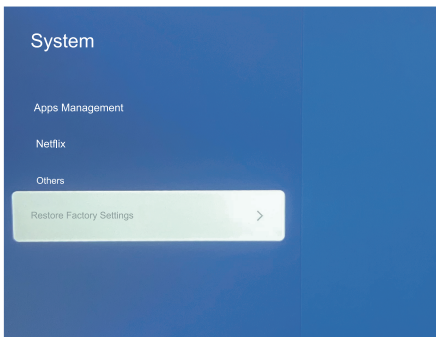 System
Apps Management
Netflix
Others
Restore Factory Settings